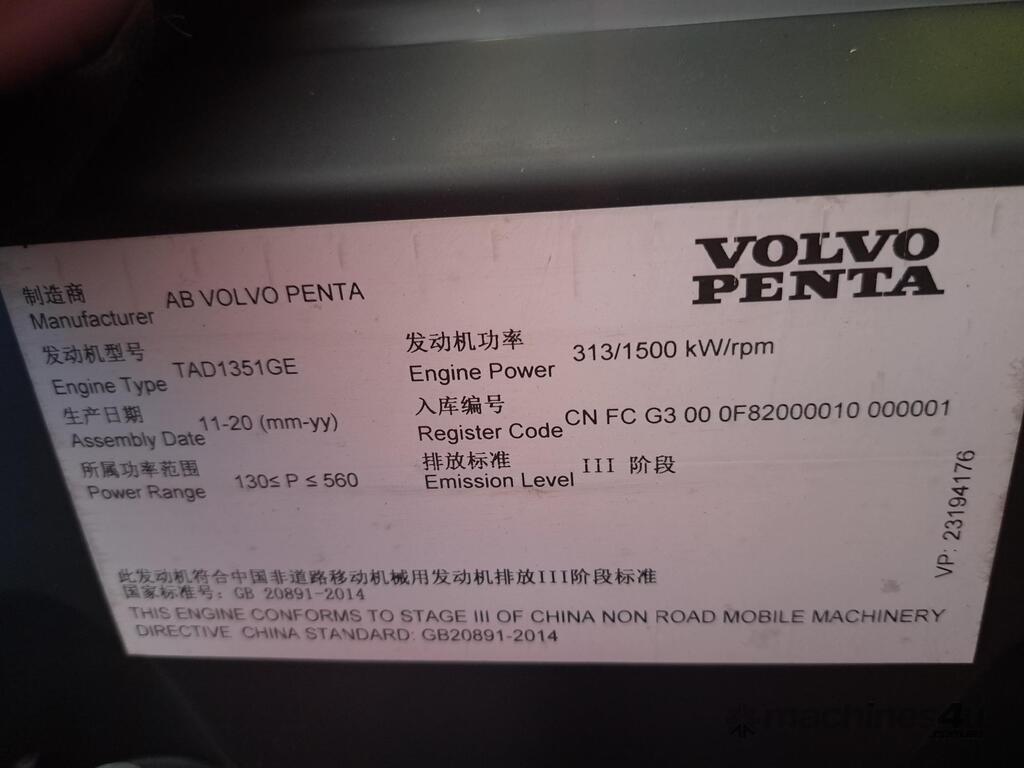 VOLVO
PENTA
制造商
Manufacturer
AB VOLVO PENTA
发动机型号
Engine Type
TAD1351GE
发动机功率
Engine Power
313/1500 kW/rpm
生产日期
Assembly Date
11-20 (mm-yy)
入库编号
Register Code
CN FC G3 00 0F82000010 000001
所属功率范围
Power Range
130≤ P ≤ 560
排放标准
Emission Level
III 阶段
VP: 23194176
此发动机符合中国非道路移动机械用发动机排放III阶段标准
国家标准号: GB 20891-2014
THIS ENGINE CONFORMS TO STAGE III OF CHINA NON ROAD MOBILE MACHINERY
DIRECTIVE CHINA STANDARD: GB20891-2014
machines4u
.com.au